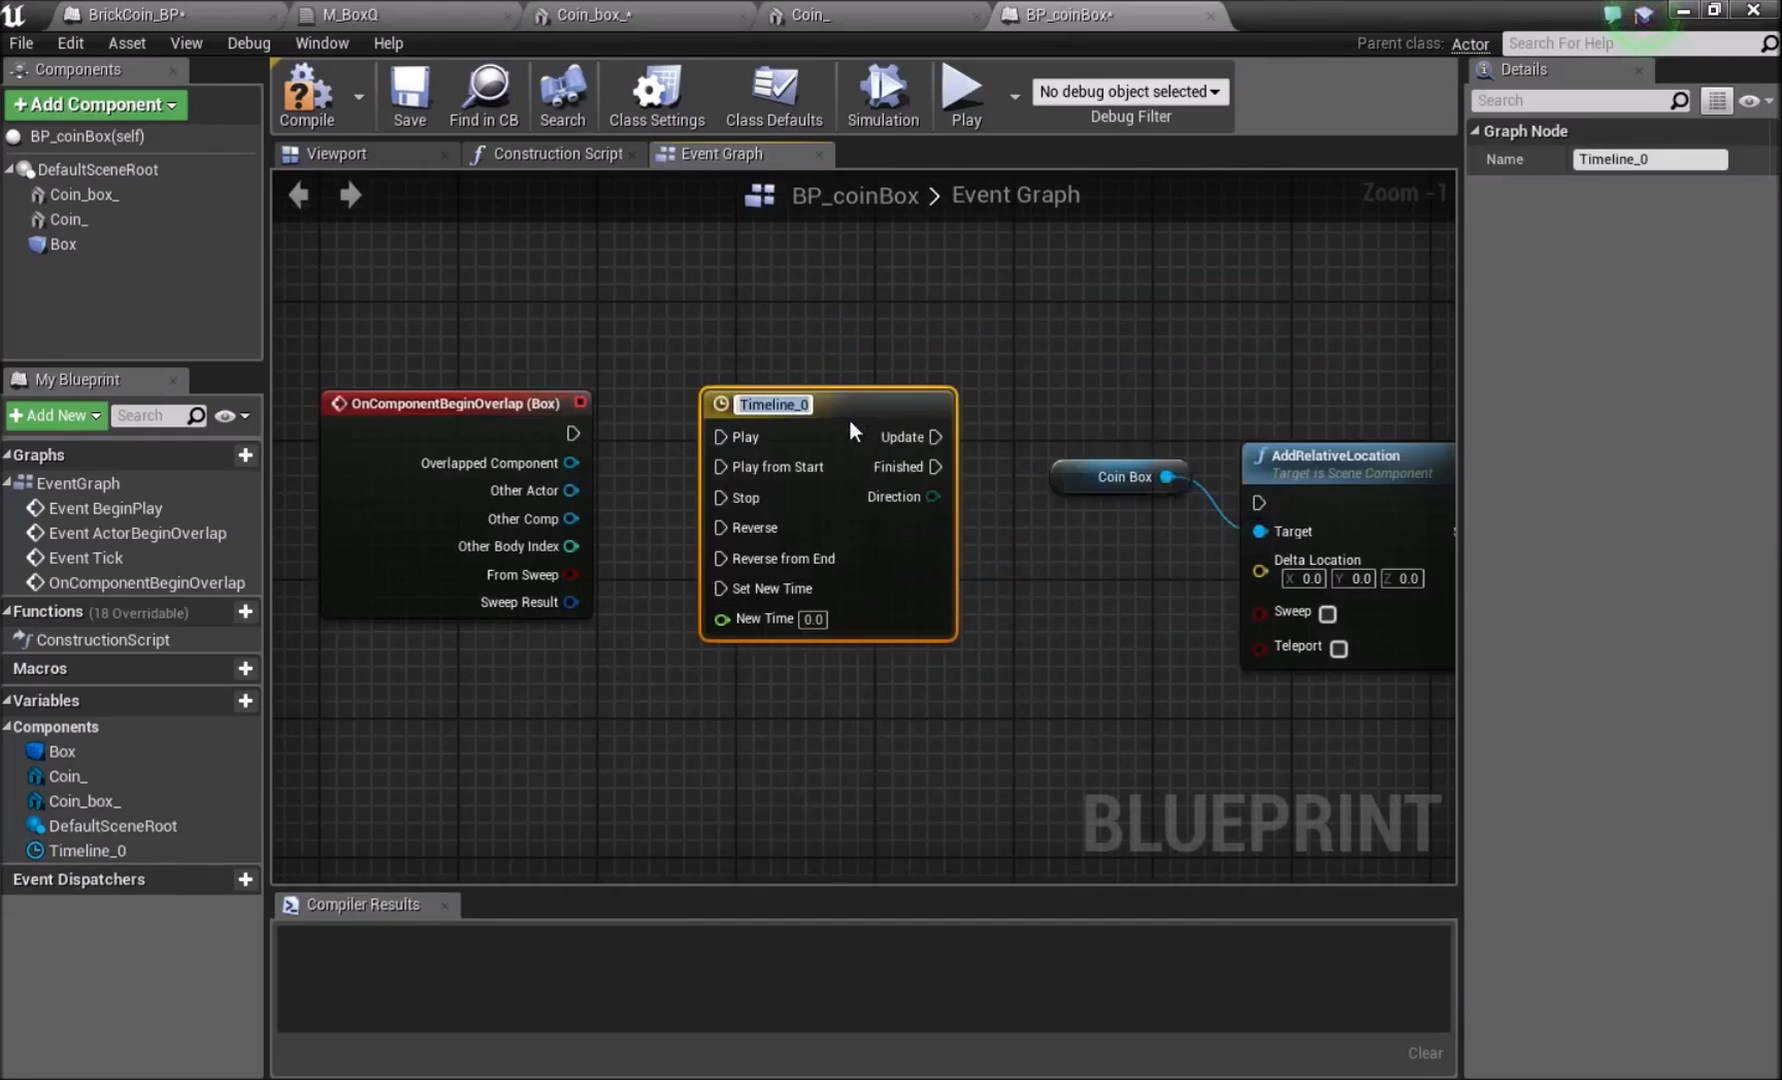 BrickCoin_BP*
M_BoxQ
Coin_box_*
Coin_
BP_coinBox*
File Edit Asset View Debug Window Help
Parent class: Actor
Search For Help
Components
+Add Component
BP_coinBox(self)
DefaultSceneRoot
Coin_box_
Coin_
Box
Compile
Save
Find in CB
Search
Class Settings
Class Defaults
Simulation
Play
No debug object selected
Debug Filter
Viewport
Construction Script
Event Graph
BP_coinBox > Event Graph
Zoom -1
OnComponentBeginOverlap (Box)
Overlapped Component
Other Actor
Other Comp
Other Body Index
From Sweep
Sweep Result
Timeline_0
Play
Update
Play from Start
Finished
Stop
Direction
Reverse
Reverse from End
Set New Time
New Time 0.0
Coin Box
AddRelativeLocation
Target is Scene Component
Target
Delta Location
X 0.0 Y 0.0 Z 0.0
Sweep
Teleport
BLUEPRINT
My Blueprint
+Add New
Search
Graphs
EventGraph
Event BeginPlay
Event ActorBeginOverlap
Event Tick
OnComponentBeginOverlap
Functions (18 Overridable)
ConstructionScript
Macros
Variables
Components
Box
Coin_
Coin_box_
DefaultSceneRoot
Timeline_0
Event Dispatchers
Compiler Results
Clear
Details
Search
Graph Node
Name Timeline_0